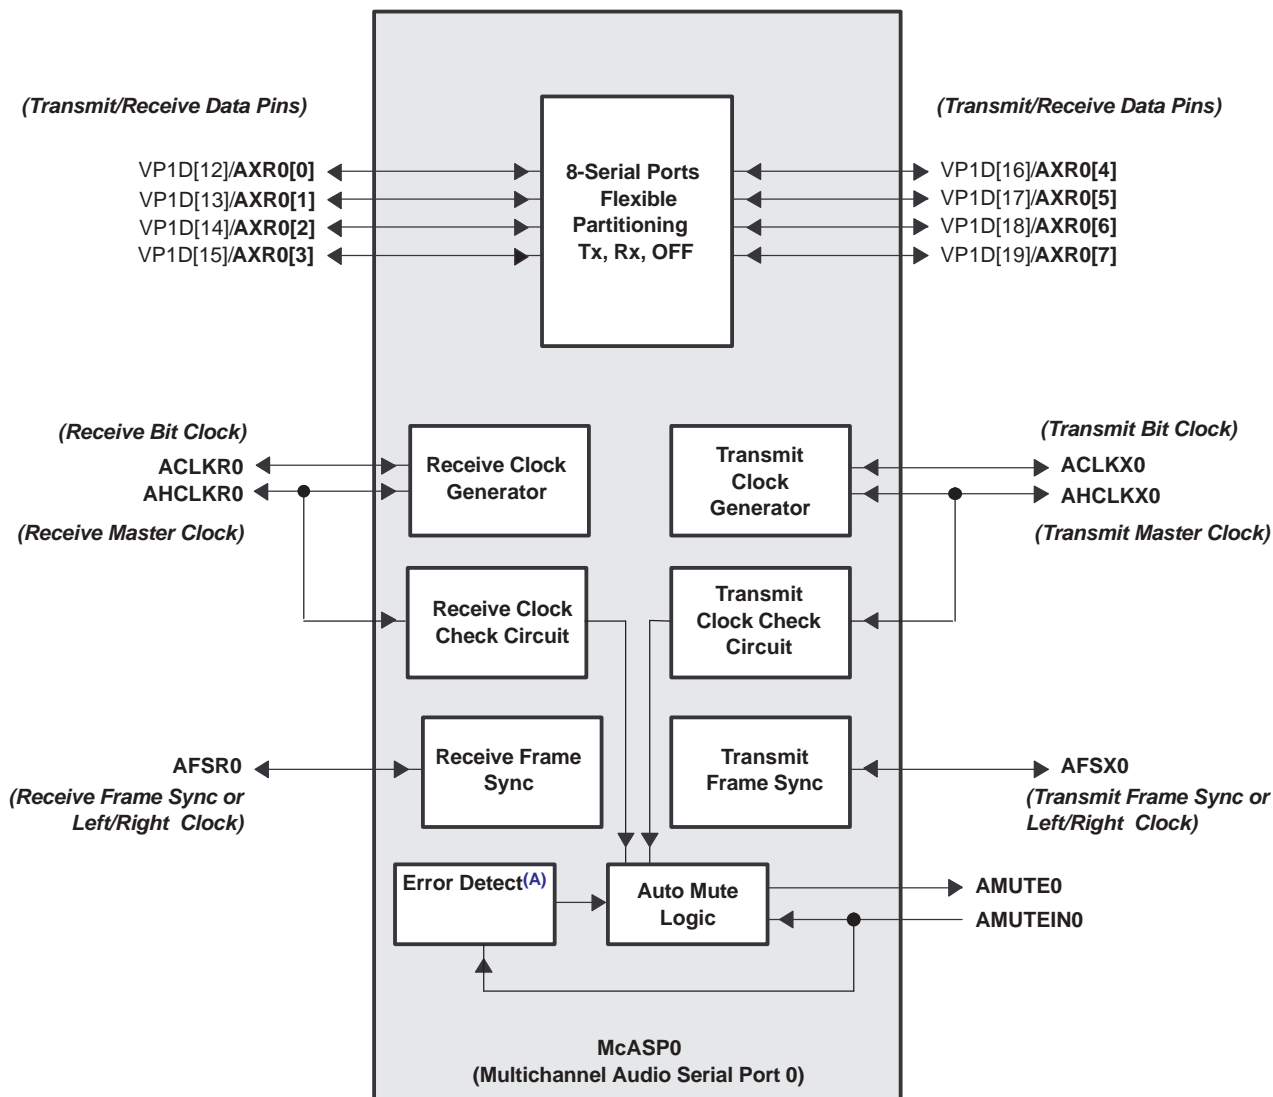 (Transmit/Receive Data Pins)
(Transmit/Receive Data Pins)
VP1D[12]/AXR0[0]
VP1D[13]/AXR0[1]
VP1D[14]/AXR0[2]
VP1D[15]/AXR0[3]
8-Serial Ports
Flexible
Partitioning
Tx, Rx, OFF
VP1D[16]/AXR0[4]
VP1D[17]/AXR0[5]
VP1D[18]/AXR0[6]
VP1D[19]/AXR0[7]
(Receive Bit Clock)
ACLKR0
AHCLKR0
(Receive Master Clock)
Receive Clock
Generator
Transmit
Clock
Generator
(Transmit Bit Clock)
ACLKX0
AHCLKX0
(Transmit Master Clock)
Receive Clock
Check Circuit
Transmit
Clock Check
Circuit
AFSR0
(Receive Frame Sync or
Left/Right Clock)
Receive Frame
Sync
Transmit
Frame Sync
AFSX0
(Transmit Frame Sync or
Left/Right Clock)
Error Detect(A)
Auto Mute
Logic
AMUTE0
AMUTEIN0
McASP0
(Multichannel Audio Serial Port 0)